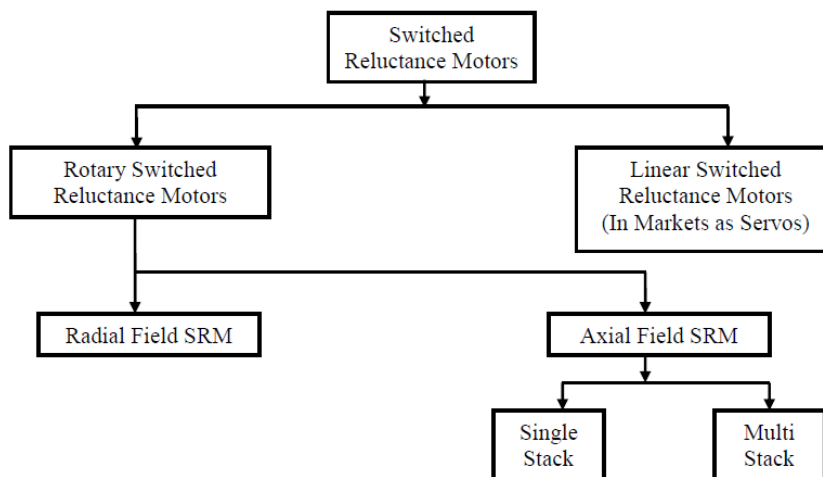 Switched
Reluctance Motors
Rotary Switched
Reluctance Motors
Linear Switched
Reluctance Motors
(In Markets as Servos)
Radial Field SRM
Axial Field SRM
Single
Stack
Multi
Stack